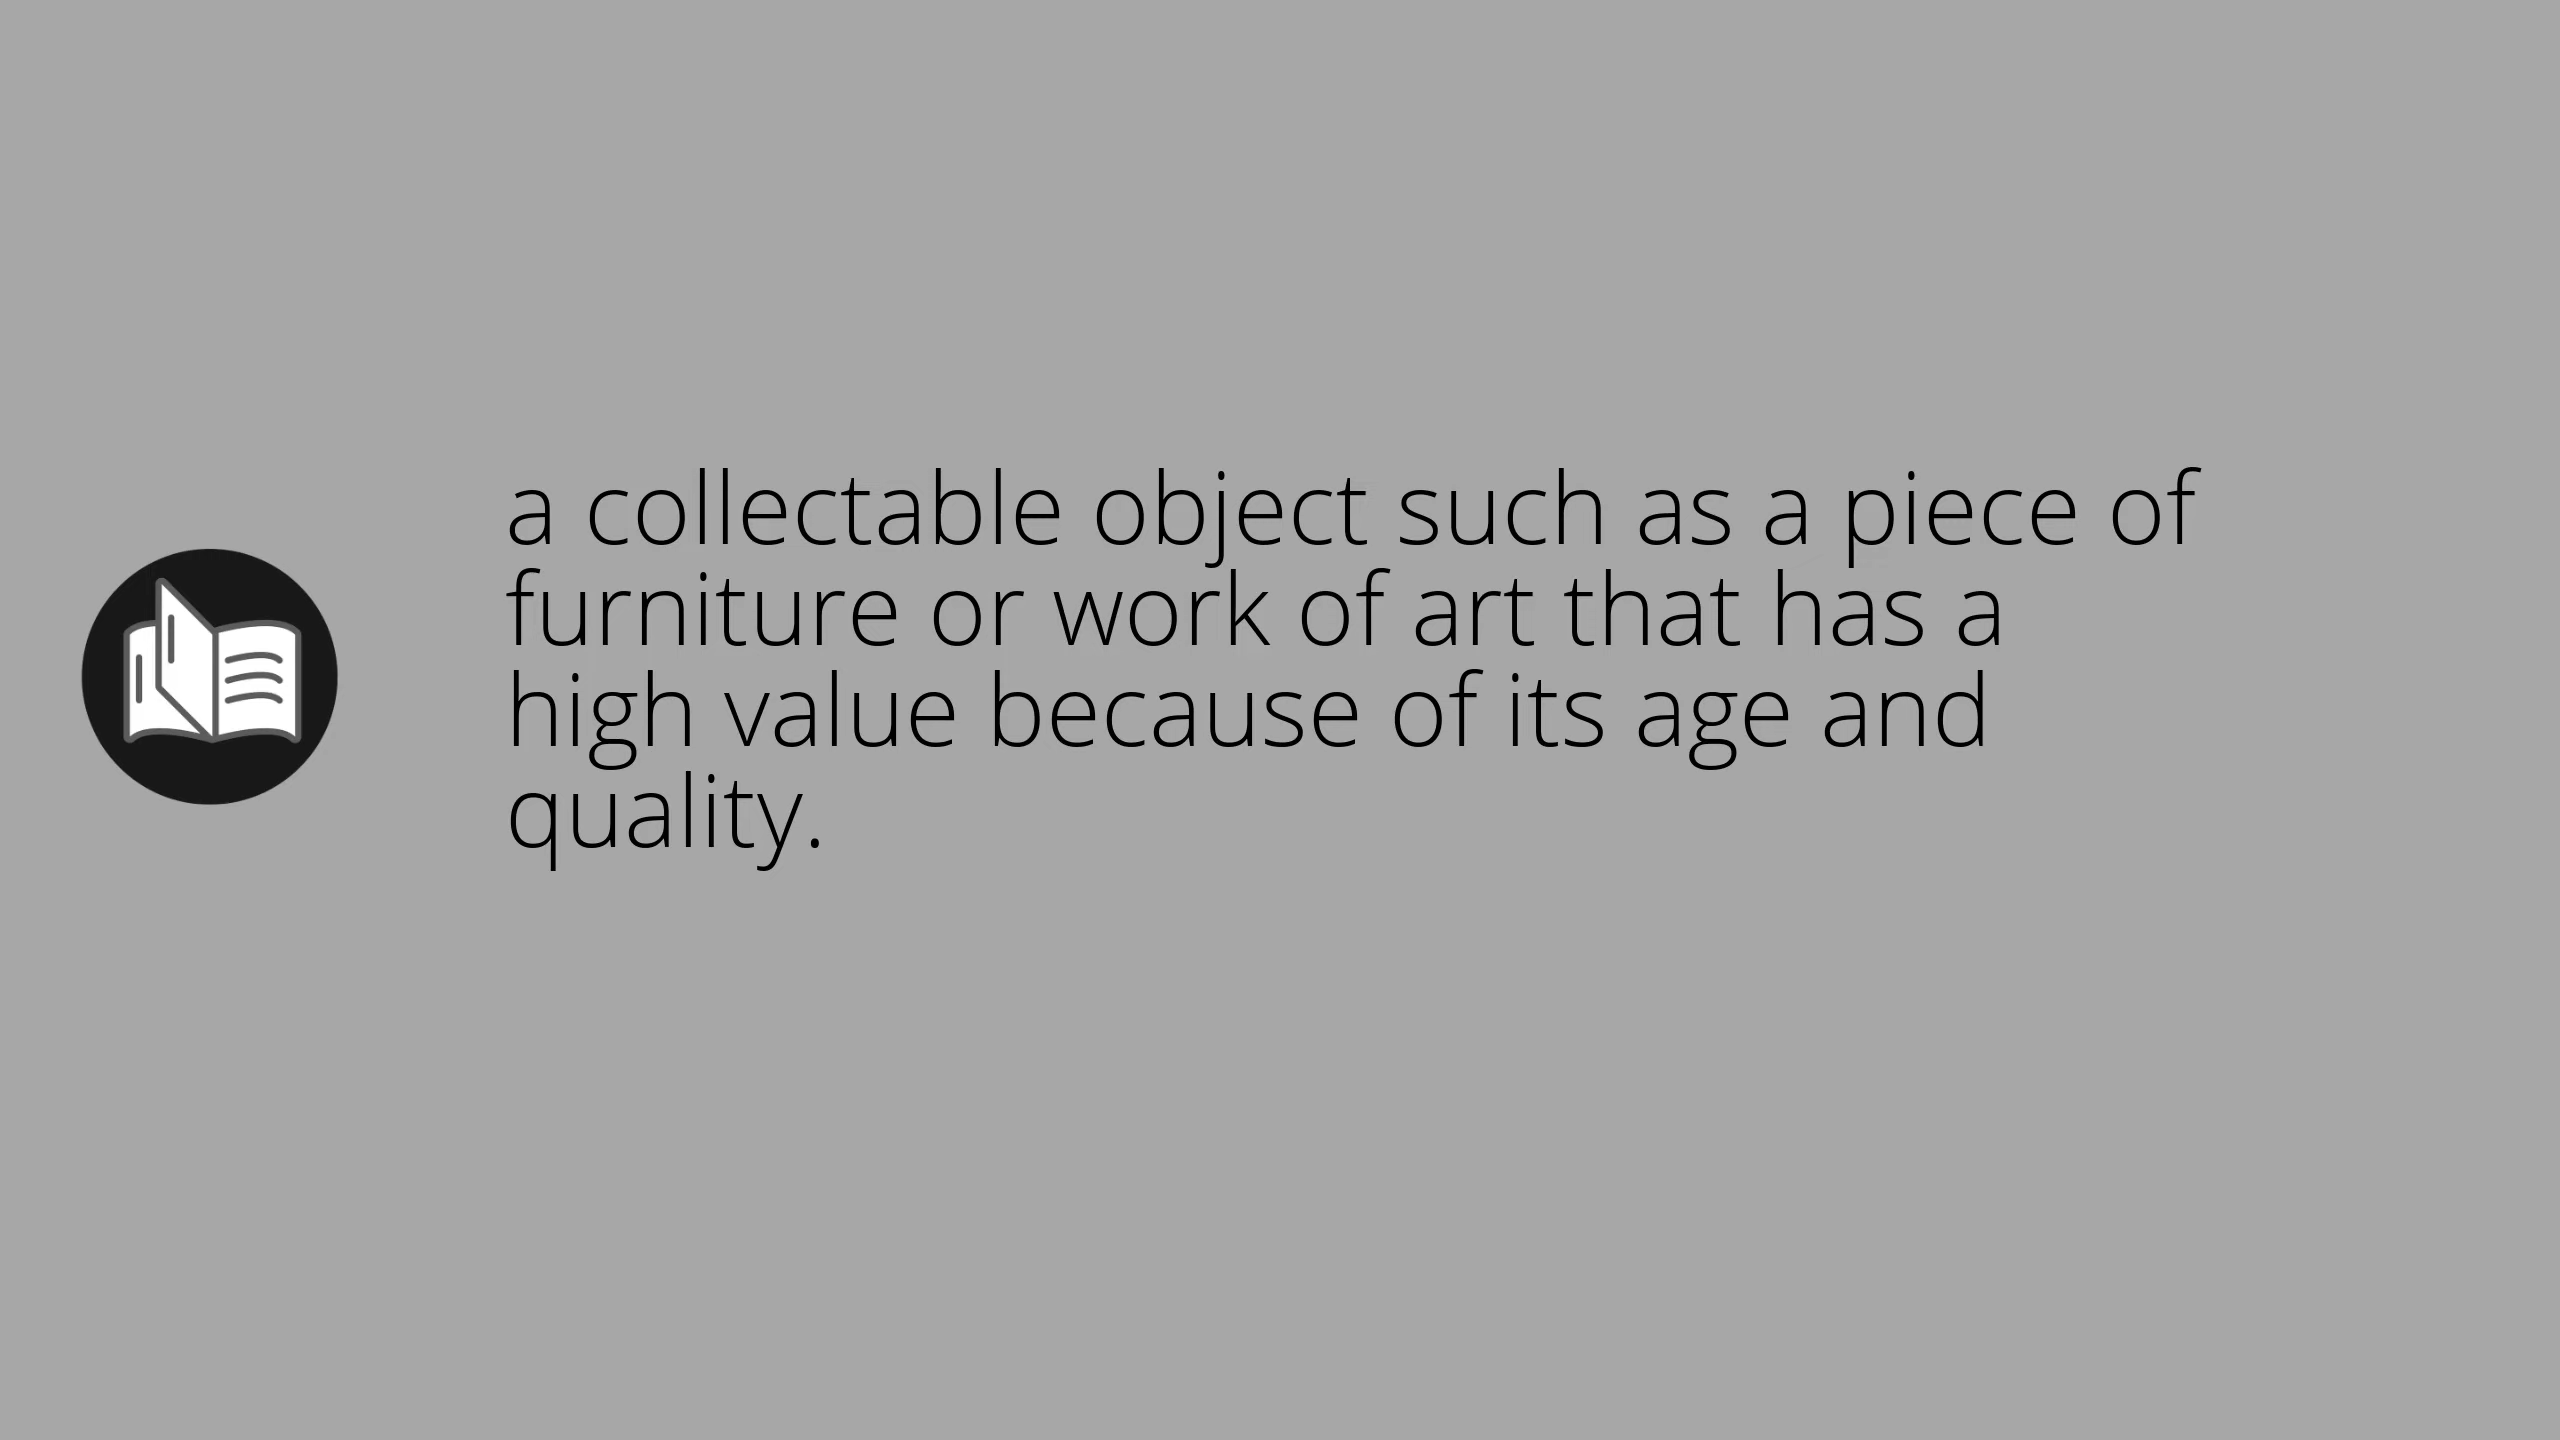 a collectable object such as a piece of
furniture or work of art that has a
high value because of its age and
quality.